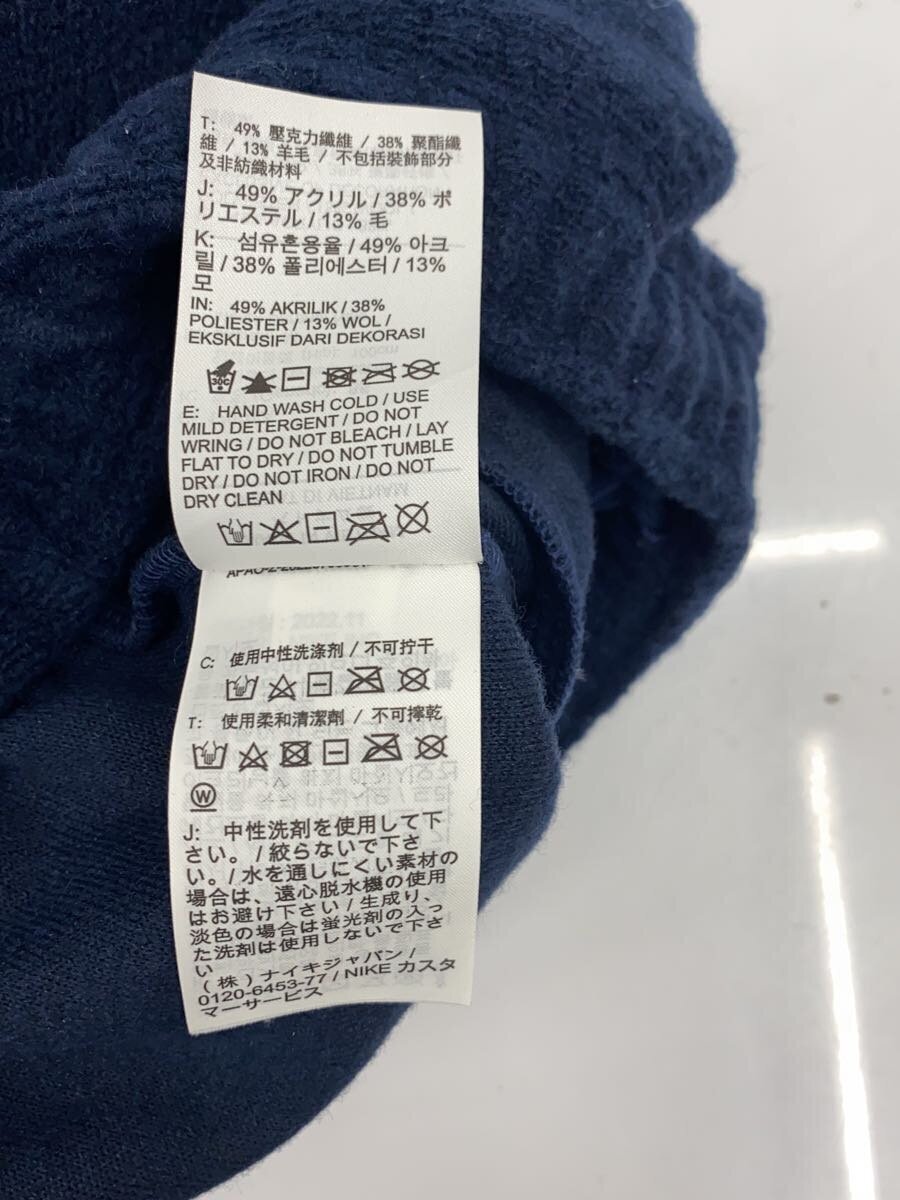 T: 49% 壓克力纖維 / 38% 聚酯纖
維 / 13% 羊毛 / 不包括裝飾部分
及非紡織材料
J: 49% アクリル / 38% ポ
リエステル / 13% 毛
K: 섬유혼용율 / 49% 아크
릴 / 38% 폴리에스터 / 13%
모
IN: 49% AKRILIK / 38%
POLIESTER / 13% WOL /
EKSKLUSIF DARI DEKORASI
30C
E: HAND WASH COLD / USE
MILD DETERGENT / DO NOT
WRING / DO NOT BLEACH / LAY
FLAT TO DRY / DO NOT TUMBLE
DRY / DO NOT IRON / DO NOT
DRY CLEAN
C: 使用中性洗涤剂 / 不可拧干
T: 使用柔和清潔劑 / 不可擰乾
W
J: 中性洗剤を使用して下
さい。/ 絞らないで下さ
い。/ 水を通しにくい素材の
場合は、遠心脱水機の使用
はお避け下さい / 生成り、
淡色の場合は蛍光剤の入っ
た洗剤は使用しないで下さ
い
(株) ナイキジャパン /
0120-6453-77 / NIKE カスタ
マーサービス